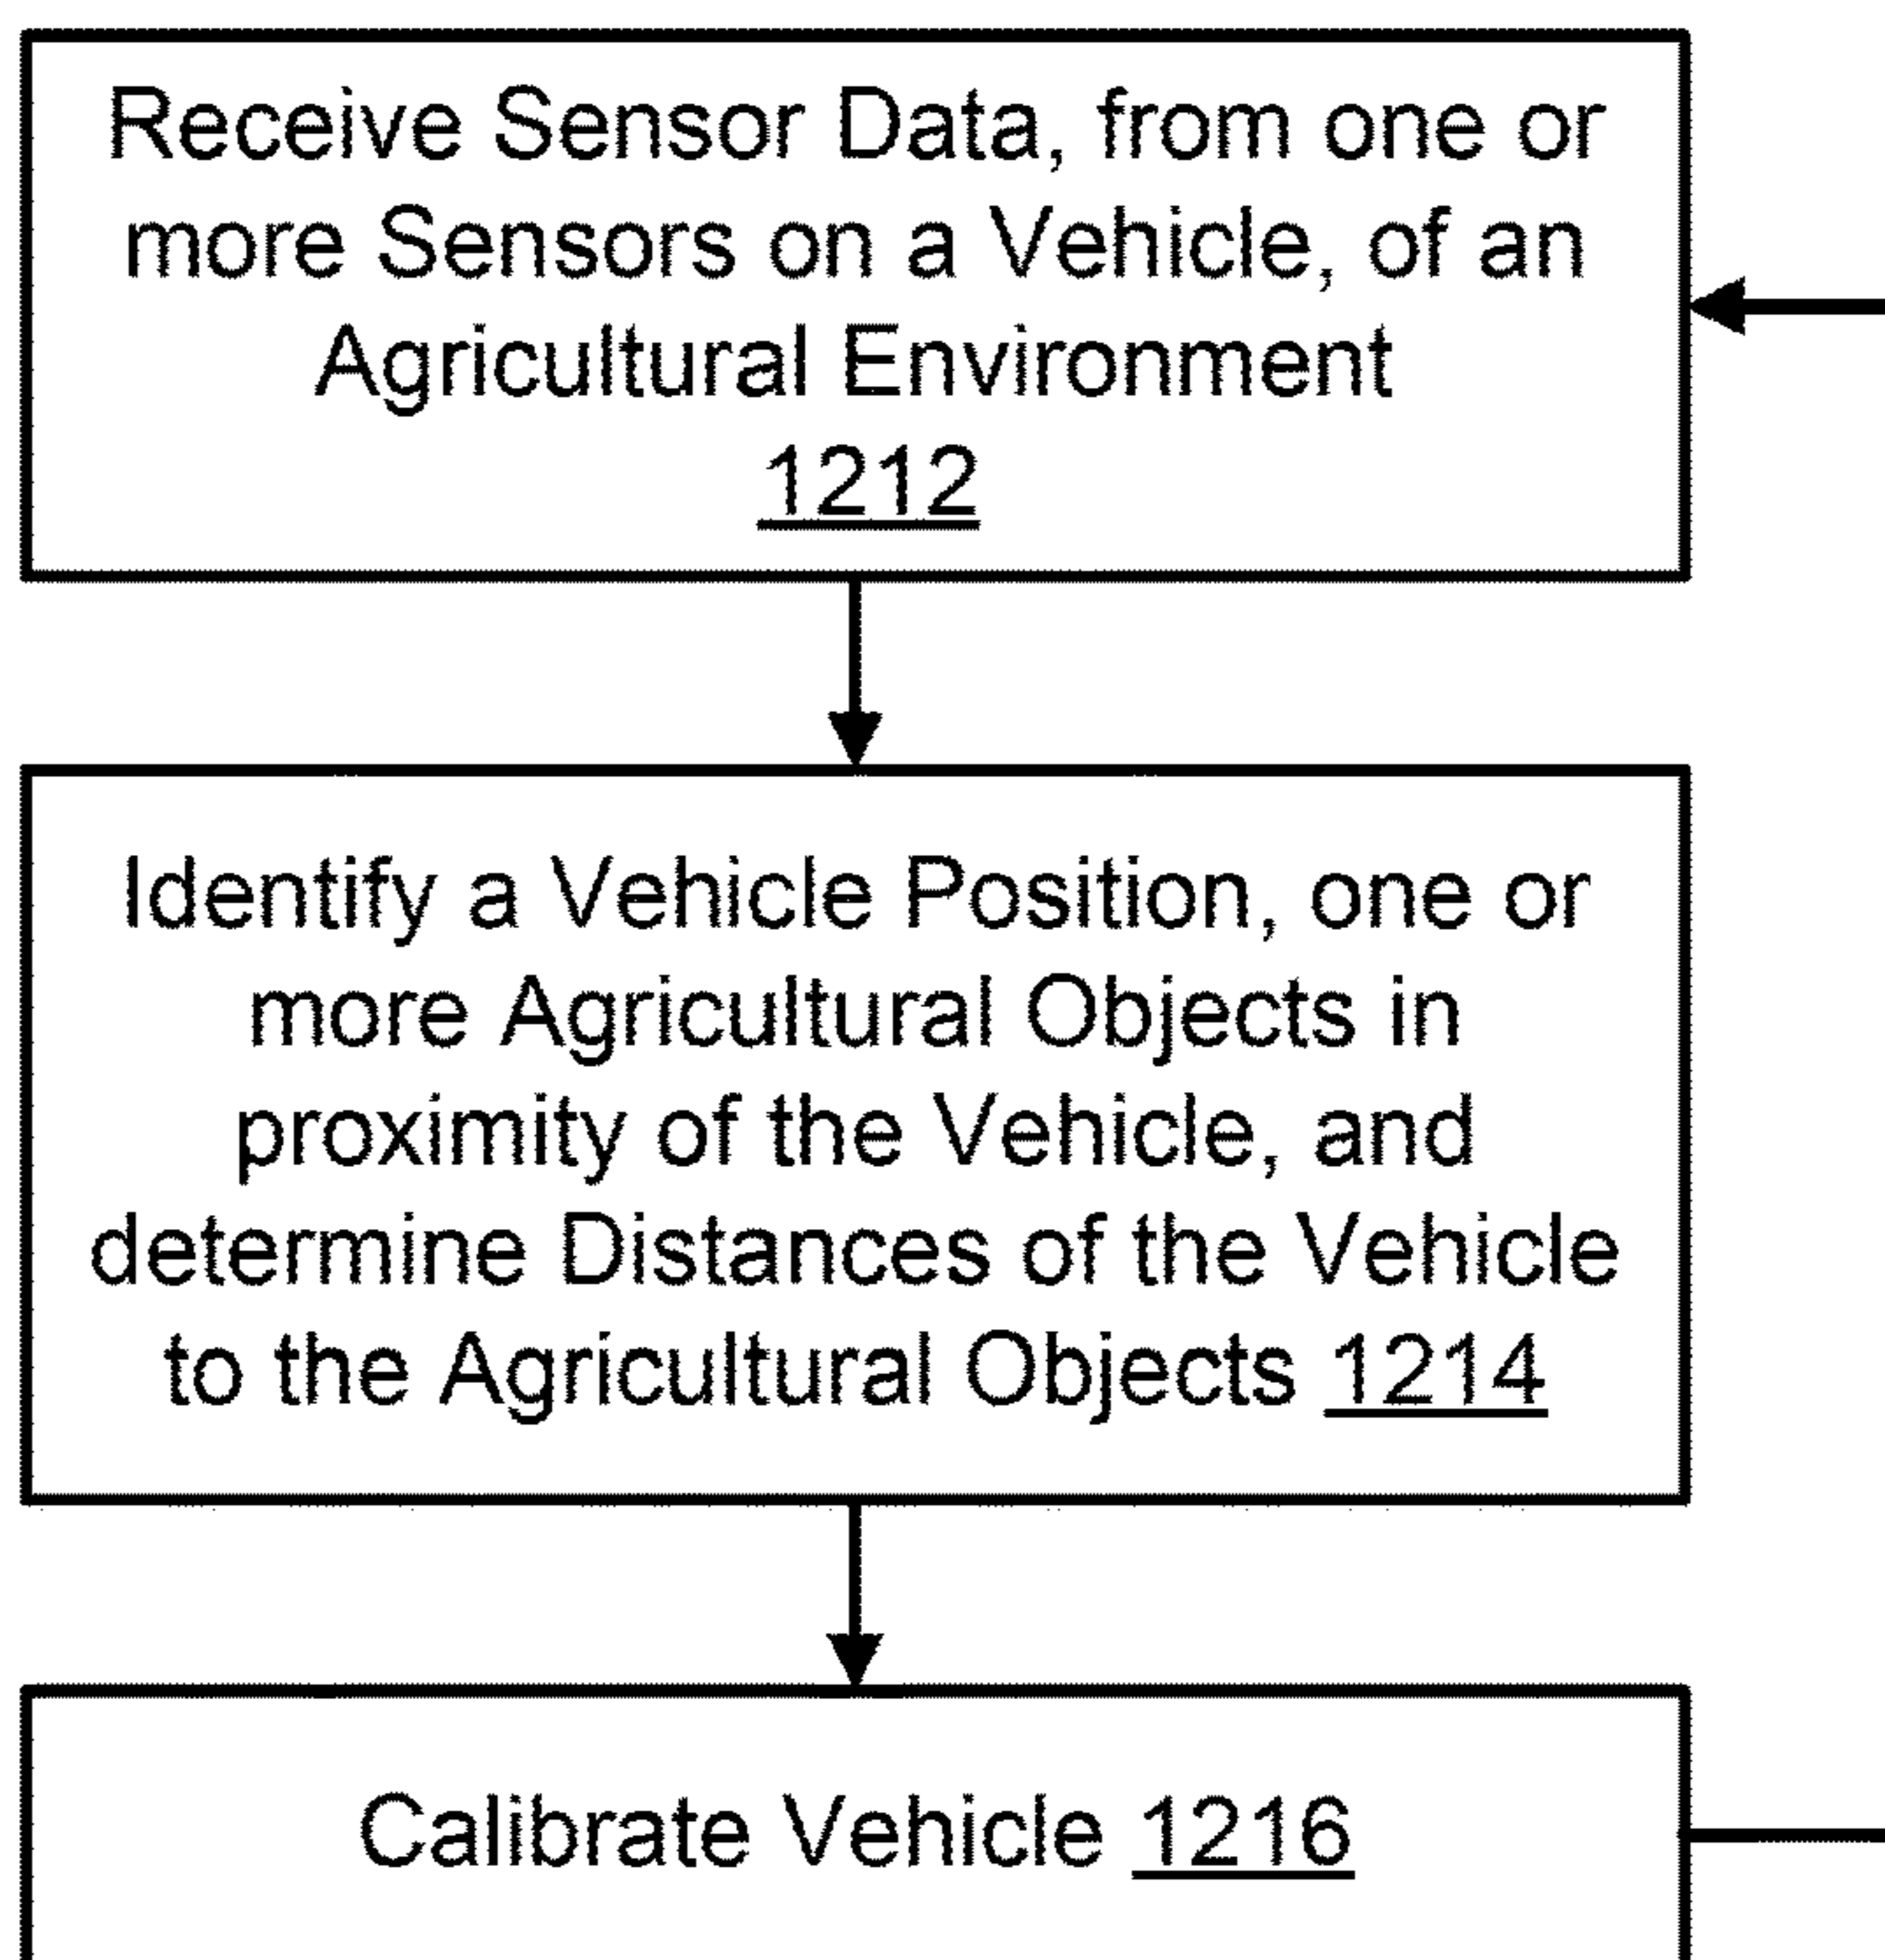 Receive Sensor Data, from one or
more Sensors on a Vehicle, of an
Agricultural Environment
1212
Identify a Vehicle Position, one or
more Agricultural Objects in
proximity of the Vehicle, and
determine Distances of the Vehicle
to the Agricultural Objects 1214
Calibrate Vehicle 1216